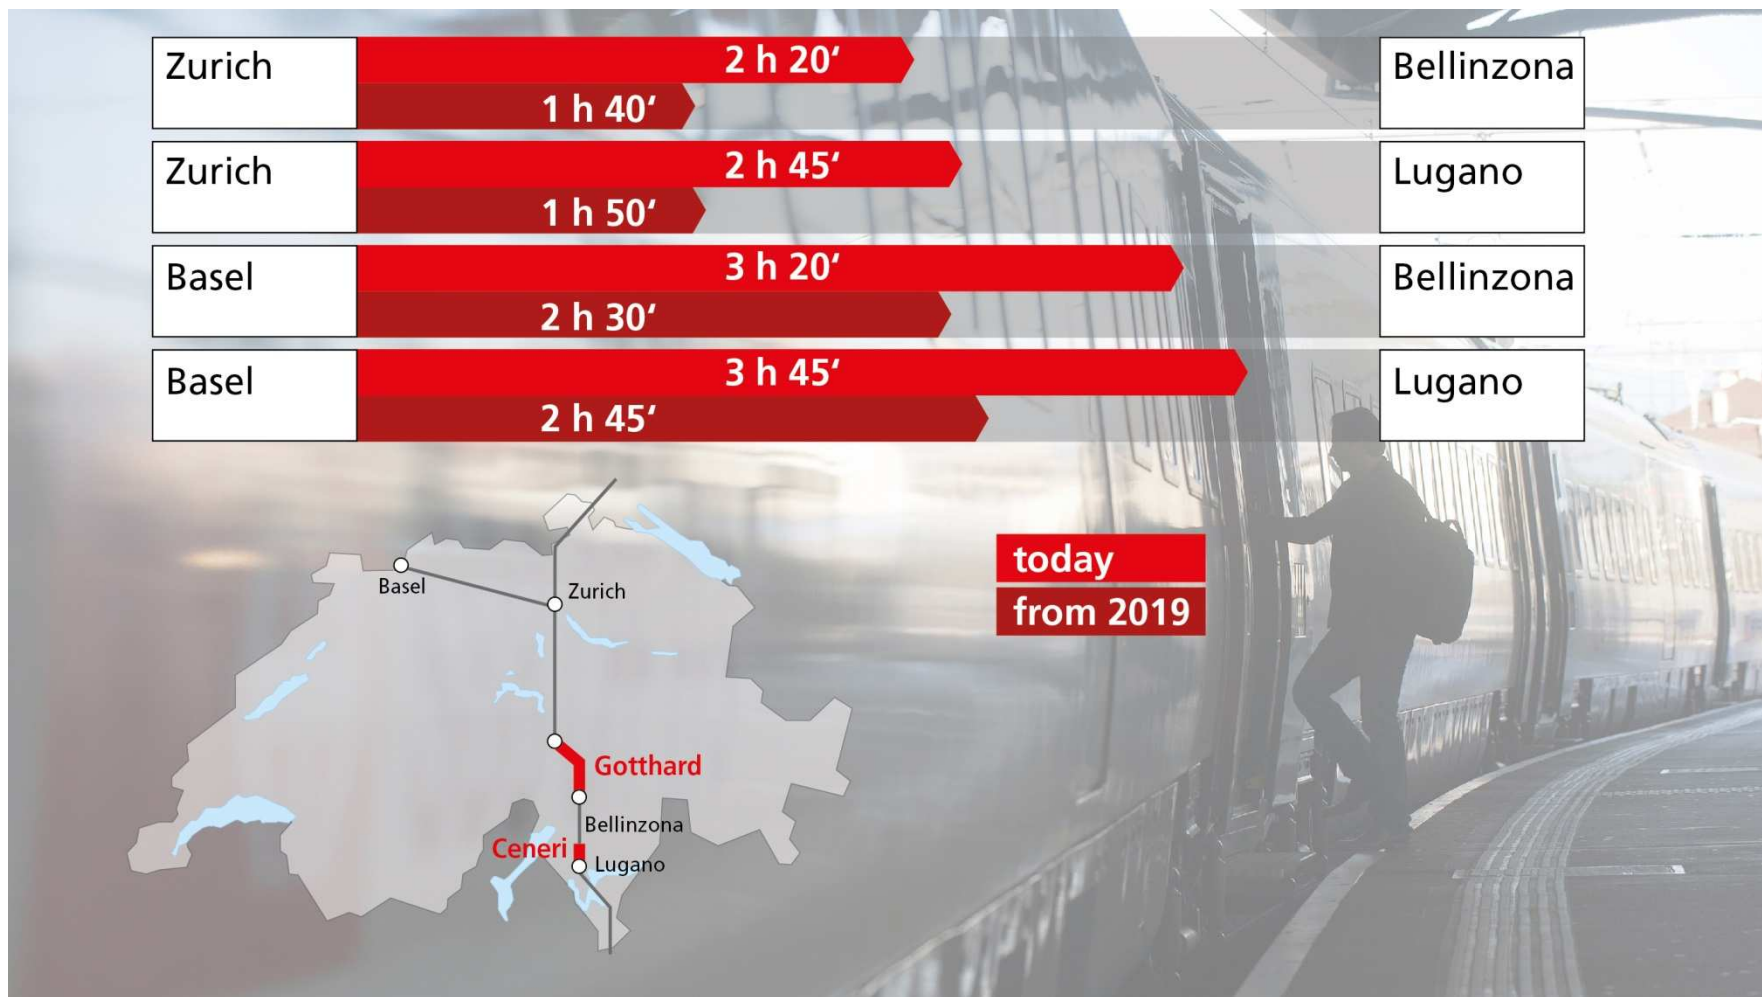 Zurich
2 h 20‘
1 h 40‘
Bellinzona
Zurich
2 h 45‘
1 h 50‘
Lugano
Basel
3 h 20‘
2 h 30‘
Bellinzona
Basel
3 h 45‘
2 h 45‘
Lugano
today
from 2019
Basel
Zurich
Gotthard
Bellinzona
Ceneri
Lugano